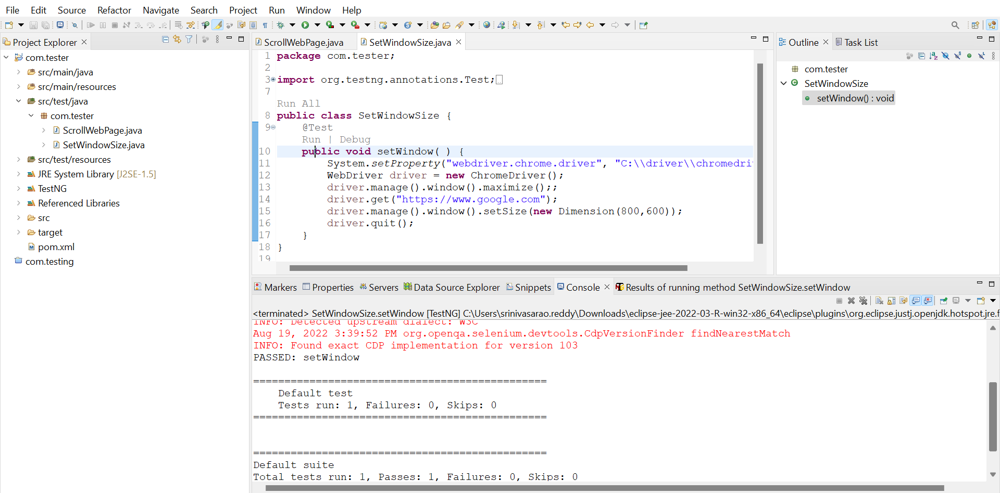 File Edit Source Refactor Navigate Search Project Run Window Help
Project Explorer
com.tester
src/main/java
src/main/resources
src/test/java
com.tester
ScrollWebPage.java
SetWindowSize.java
src/test/resources
JRE System Library [J2SE-1.5]
TestNG
Referenced Libraries
src
target
pom.xml
com.testing
ScrollWebPage.java SetWindowSize.java
1 package com.tester;
2
3 import org.testng.annotations.Test;
7
Run All
8 public class SetWindowSize {
9 @Test
Run | Debug
10 public void setWindow( ) {
11 System.setProperty("webdriver.chrome.driver", "C:\\driver\\chromedri
12 WebDriver driver = new ChromeDriver();
13 driver.manage().window().maximize();;
14 driver.get("https://www.google.com");
15 driver.manage().window().setSize(new Dimension(800,600));
16 driver.quit();
17 }
18 }
19
Outline Task List
com.tester
SetWindowSize
setWindow() : void
Markers Properties Servers Data Source Explorer Snippets Console Results of running method SetWindowSize.setWindow
<terminated> SetWindowSize.setWindow [TestNG] C:\Users\srinivasarao.reddy\Downloads\eclipse-jee-2022-03-R-win32-x86_64\eclipse\plugins\org.eclipse.justj.openjdk.hotspot.jre.f
INFO: Detected upstream dialect: W3C
Aug 19, 2022 3:39:52 PM org.openqa.selenium.devtools.CdpVersionFinder findNearestMatch
INFO: Found exact CDP implementation for version 103
PASSED: setWindow
===============================================
Default test
Tests run: 1, Failures: 0, Skips: 0
===============================================
===============================================
Default suite
Total tests run: 1, Passes: 1, Failures: 0, Skips: 0